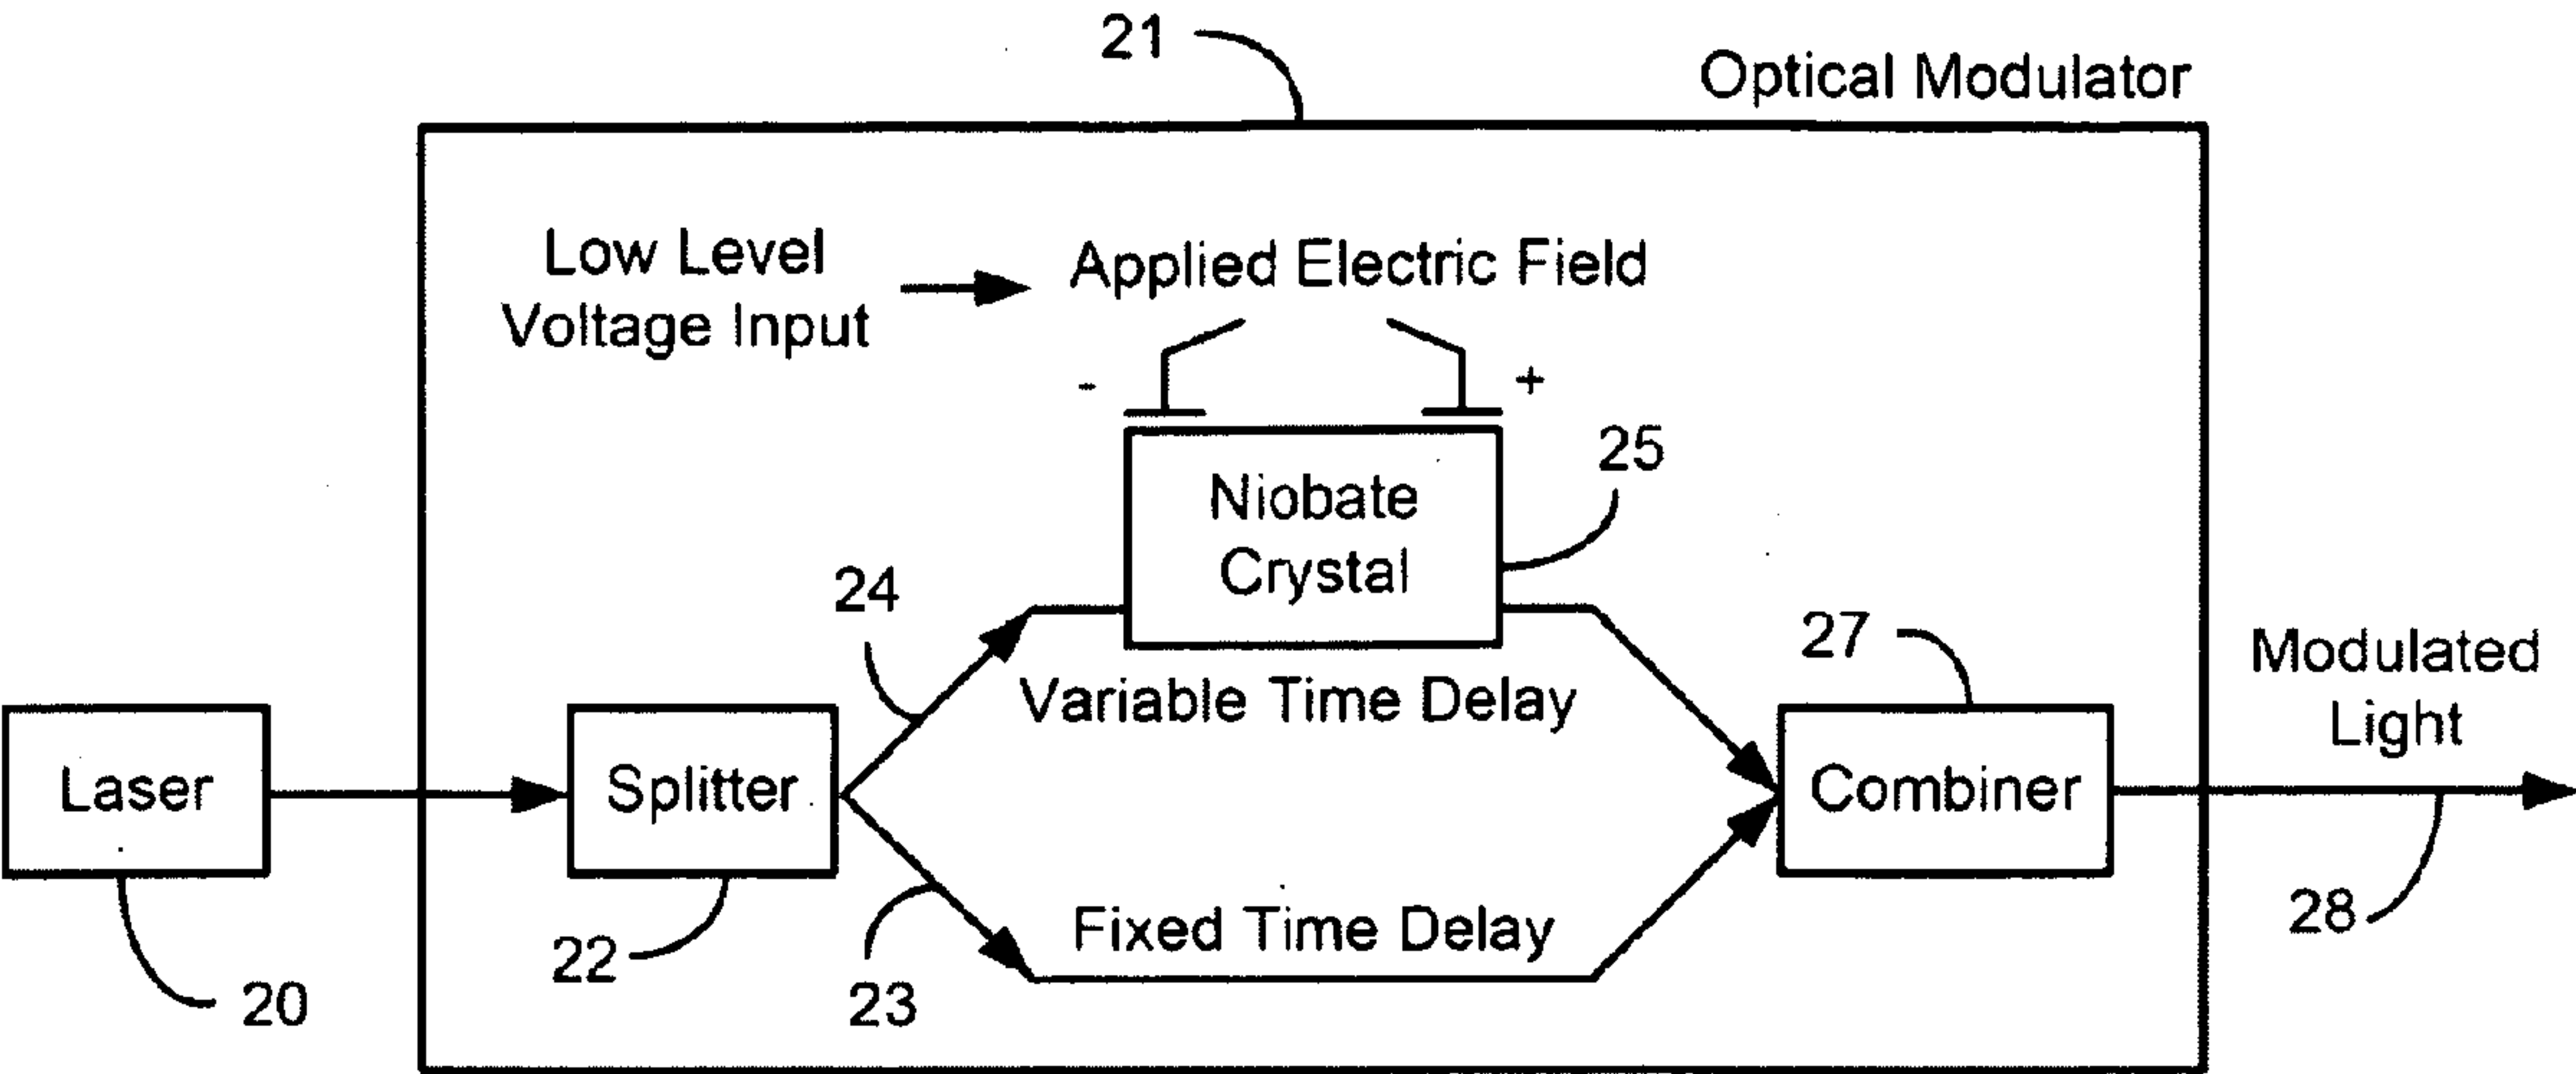 21
Optical Modulator
Low Level
Voltage Input
Applied Electric Field
- +
Niobate
Crystal
25
24
Variable Time Delay
27
Modulated
Light
Laser
Splitter
Combiner
Fixed Time Delay
20
22
23
28